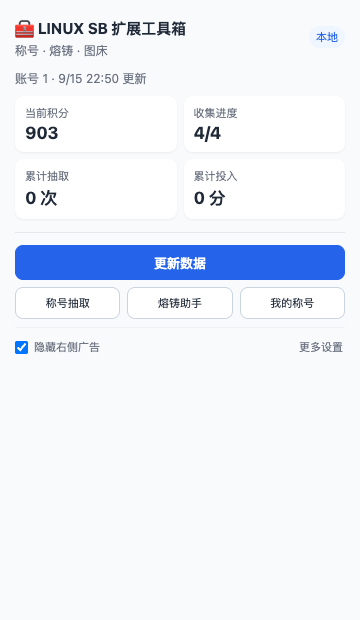 🧰 LINUX SB 扩展工具箱
称号 · 熔铸 · 图床
本地
账号 1 · 9/15 22:50 更新
当前积分
903
收集进度
4/4
累计抽取
0 次
累计投入
0 分
更新数据
称号抽取
熔铸助手
我的称号
隐藏右侧广告
更多设置